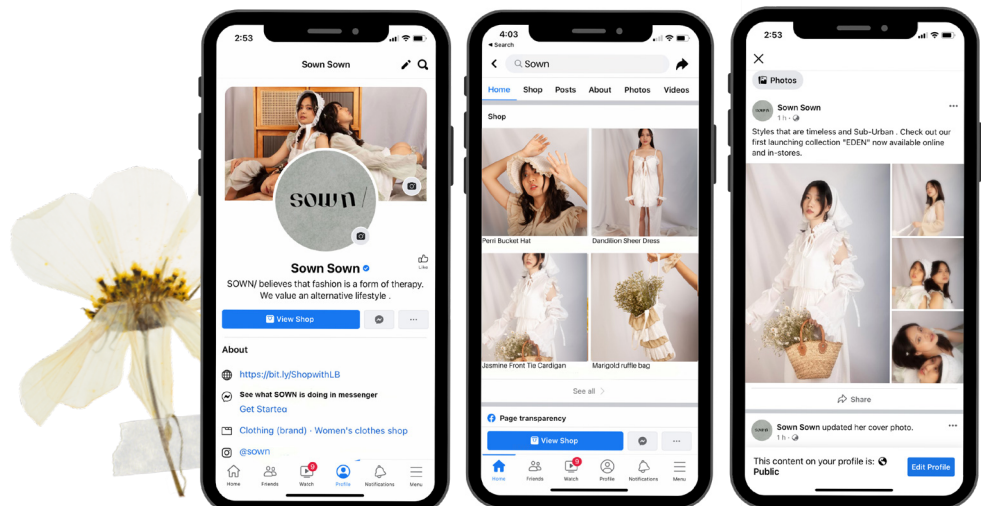 2:53
Sown Sown
sown/
Sown Sown
Like
SOWN/ believes that fashion is a form of therapy.
We value an alternative lifestyle .
View Shop
About
https://bit.ly/ShopwithLB
See what SOWN is doing in messenger
Get Started
Clothing (brand) · Women's clothes shop
@sown
9
Home Friends Watch Profile Notifications Menu
4:03
Search
Sown
Home Shop Posts About Photos Videos
Shop
Perri Bucket Hat
Dandilion Sheer Dress
Jasmine Front Tie Cardigan
Marigold ruffle bag
See all
Page transparency
View Shop
9
Home Friends Watch Profile Notifications Menu
2:53
Photos
Sown Sown
1 h
Styles that are timeless and Sub-Urban . Check out our
first launching collection "EDEN" now available online
and in-stores.
Share
Sown Sown updated her cover photo.
1 h
This content on your profile is:
Public
Edit Profile